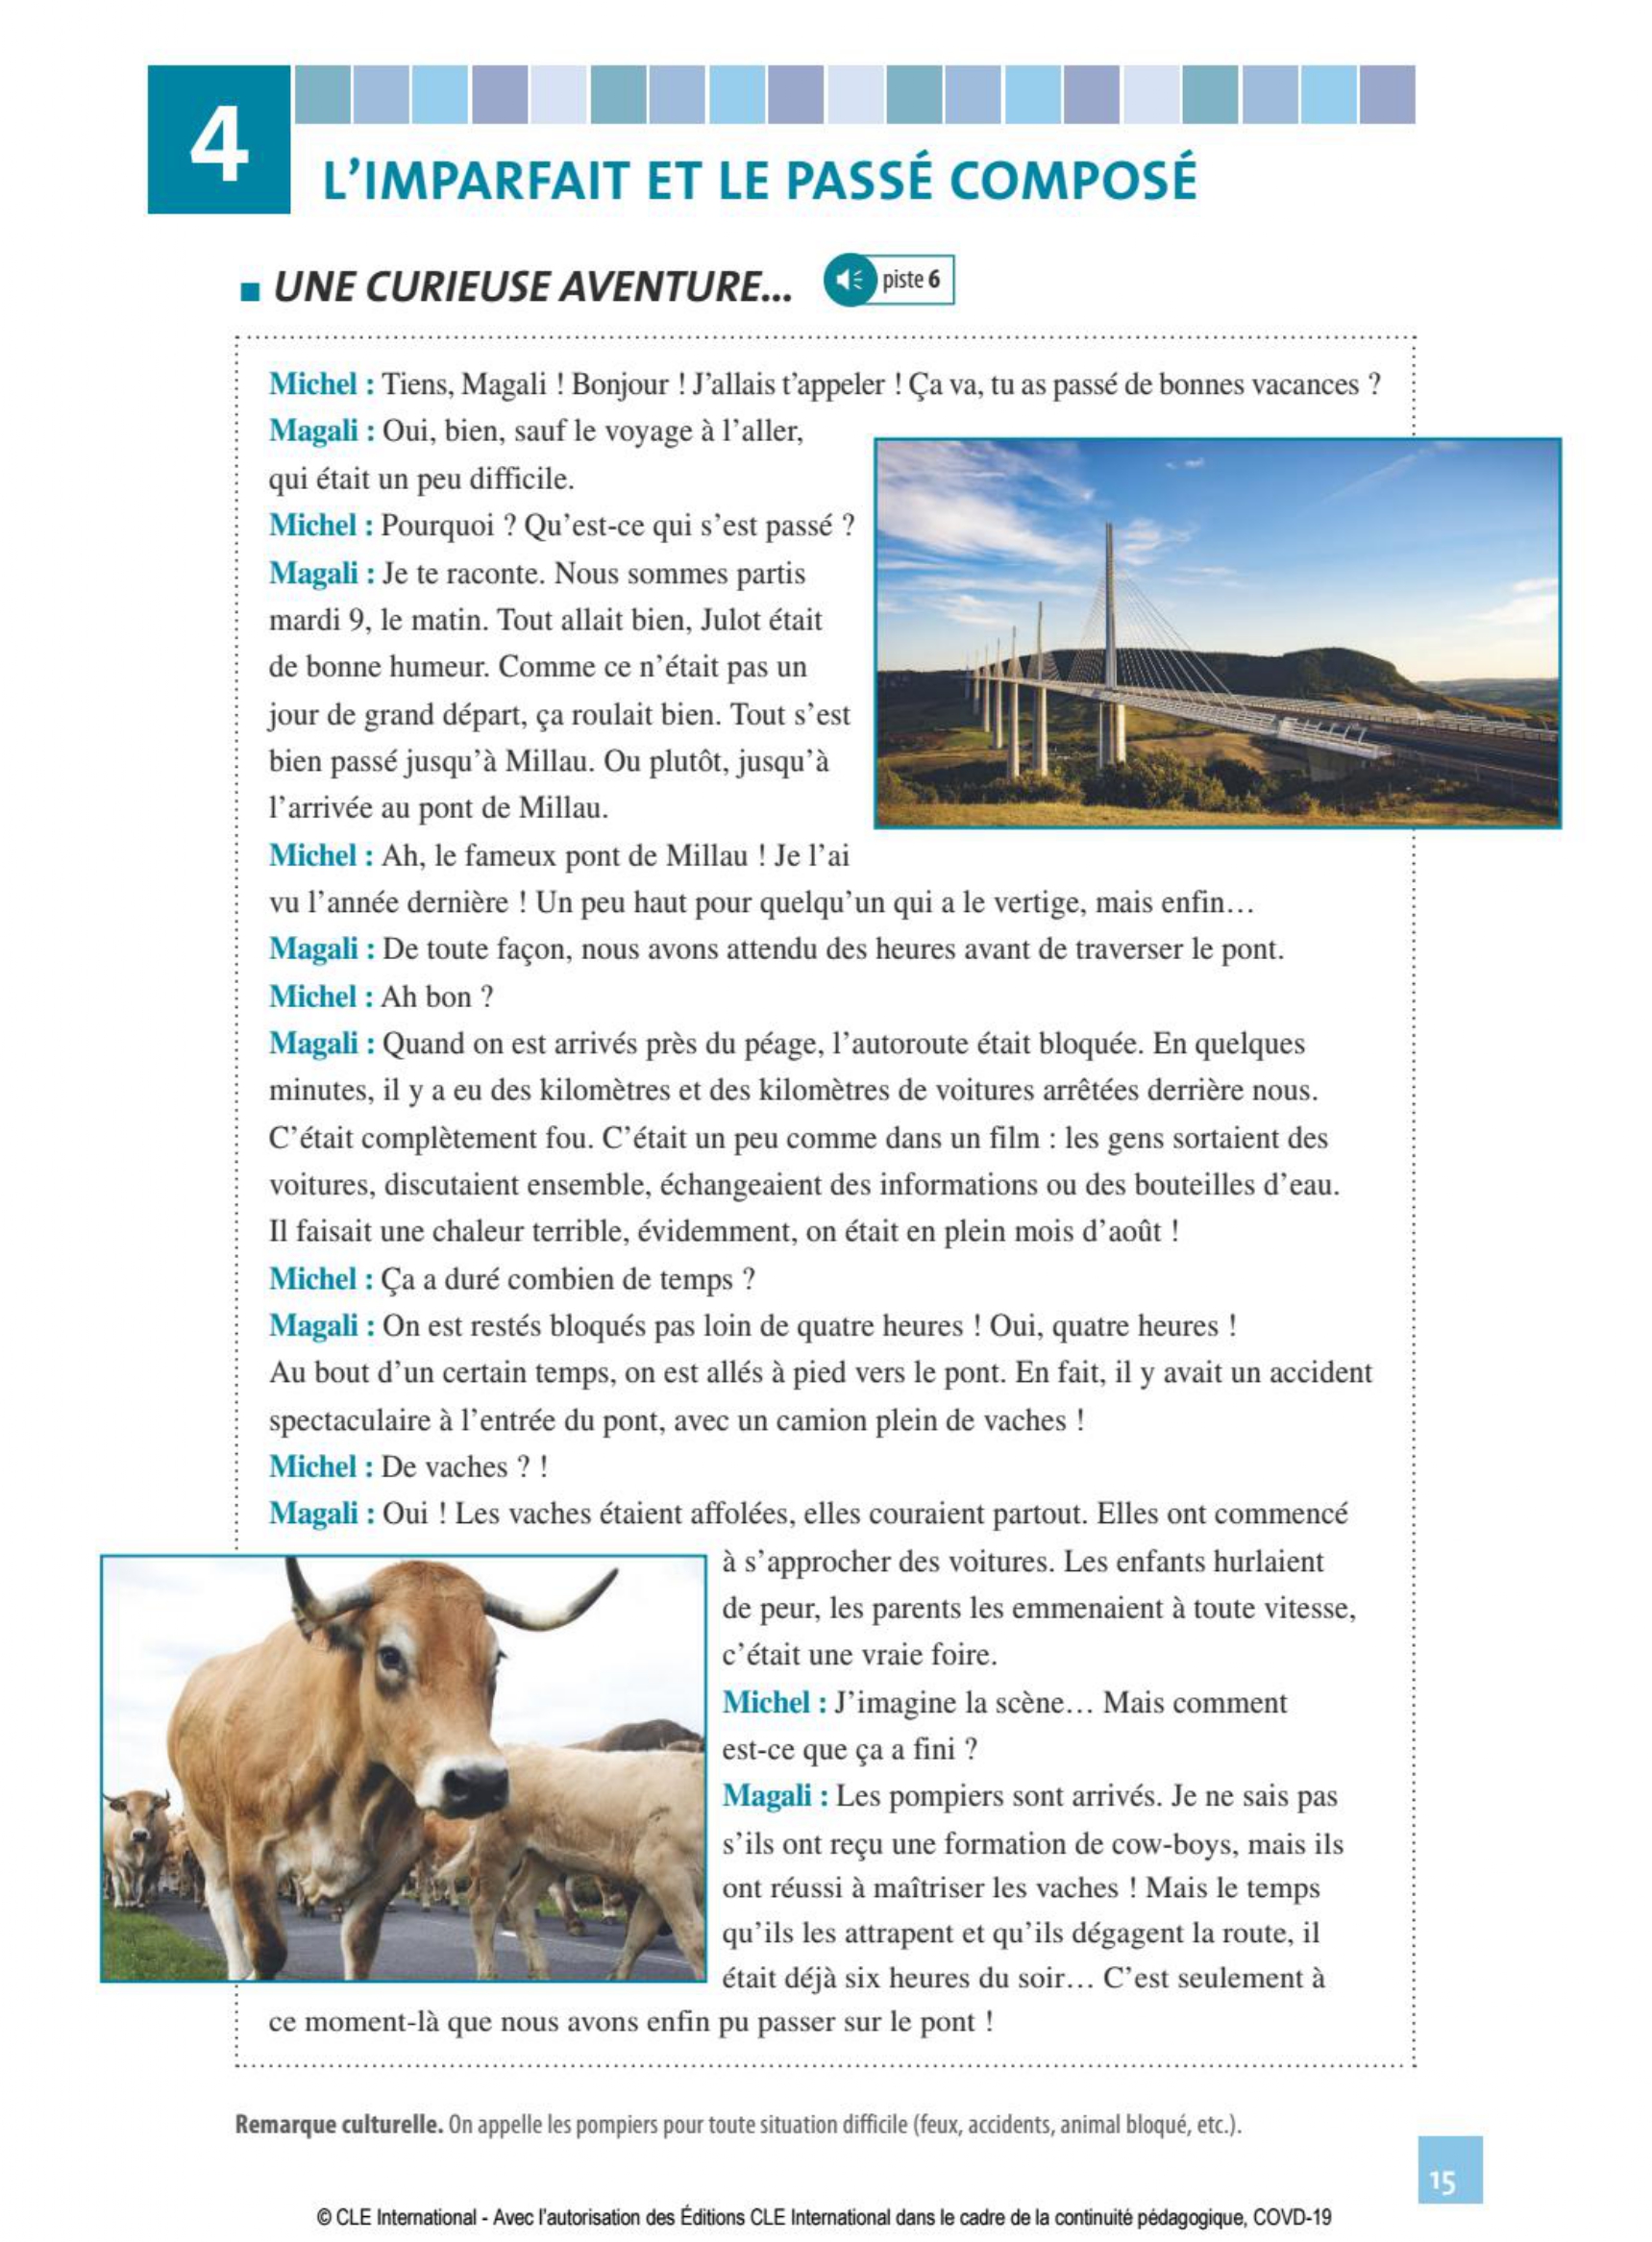 4
L'IMPARFAIT ET LE PASSÉ COMPOSÉ
UNE CURIEUSE AVENTURE...
piste 6
Michel : Tiens, Magali ! Bonjour ! J'allais t'appeler ! Ça va, tu as passé de bonnes vacances ?
Magali : Oui, bien, sauf le voyage à l'aller,
qui était un peu difficile.
Michel : Pourquoi ? Qu'est-ce qui s'est passé ?
Magali : Je te raconte. Nous sommes partis
mardi 9, le matin. Tout allait bien, Julot était
de bonne humeur. Comme ce n'était pas un
jour de grand départ, ça roulait bien. Tout s'est
bien passé jusqu'à Millau. Ou plutôt, jusqu'à
l'arrivée au pont de Millau.
Michel : Ah, le fameux pont de Millau ! Je l'ai
vu l'année dernière ! Un peu haut pour quelqu'un qui a le vertige, mais enfin…
Magali : De toute façon, nous avons attendu des heures avant de traverser le pont.
Michel : Ah bon ?
Magali : Quand on est arrivés près du péage, l'autoroute était bloquée. En quelques
minutes, il y a eu des kilomètres et des kilomètres de voitures arrêtées derrière nous.
C'était complètement fou. C'était un peu comme dans un film : les gens sortaient des
voitures, discutaient ensemble, échangeaient des informations ou des bouteilles d'eau.
Il faisait une chaleur terrible, évidemment, on était en plein mois d'août !
Michel : Ça a duré combien de temps ?
Magali : On est restés bloqués pas loin de quatre heures ! Oui, quatre heures !
Au bout d'un certain temps, on est allés à pied vers le pont. En fait, il y avait un accident
spectaculaire à l'entrée du pont, avec un camion plein de vaches !
Michel : De vaches ? !
Magali : Oui ! Les vaches étaient affolées, elles couraient partout. Elles ont commencé
à s'approcher des voitures. Les enfants hurlaient
de peur, les parents les emmenaient à toute vitesse,
c'était une vraie foire.
Michel : J'imagine la scène… Mais comment
est-ce que ça a fini ?
Magali : Les pompiers sont arrivés. Je ne sais pas
s'ils ont reçu une formation de cow-boys, mais ils
ont réussi à maîtriser les vaches ! Mais le temps
qu'ils les attrapent et qu'ils dégagent la route, il
était déjà six heures du soir… C'est seulement à
ce moment-là que nous avons enfin pu passer sur le pont !
Remarque culturelle. On appelle les pompiers pour toute situation difficile (feux, accidents, animal bloqué, etc.).
15
© CLE International - Avec l'autorisation des Éditions CLE International dans le cadre de la continuité pédagogique, COVD-19